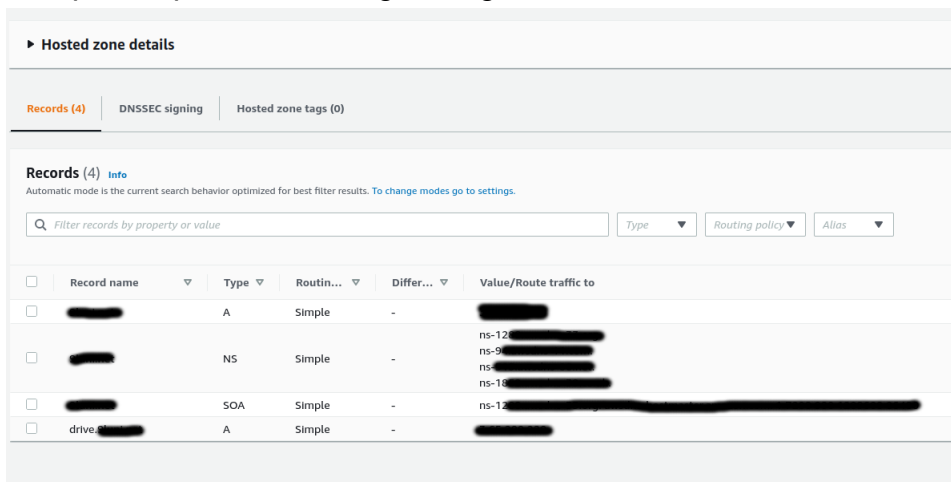 Hosted zone details
Records (4) DNSSEC signing Hosted zone tags (0)
Records (4) Info
Automatic mode is the current search behavior optimized for best filter results. To change modes go to settings.
Filter records by property or value Type Routing policy Alias
Record name Type Routin... Differ... Value/Route traffic to
A Simple -
ns-12
ns-9
NS Simple - ns-
ns-18
SOA Simple - ns-12
drive. A Simple -